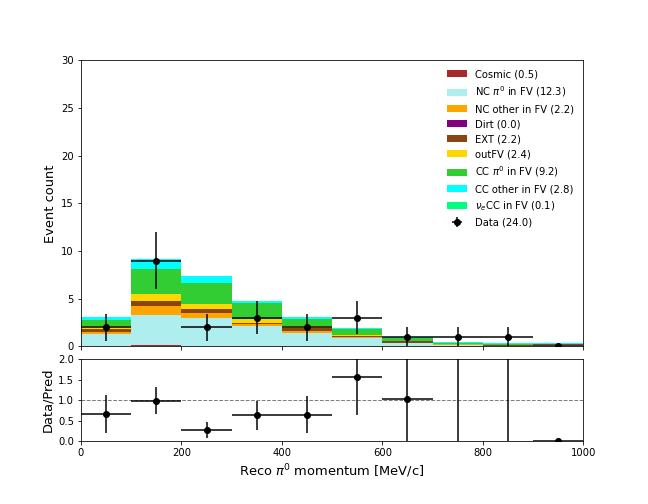 30
25
20
15
10
5
0
Event count
Cosmic (0.5)
NC π⁰ in FV (12.3)
NC other in FV (2.2)
Dirt (0.0)
EXT (2.2)
outFV (2.4)
CC π⁰ in FV (9.2)
CC other in FV (2.8)
νₑCC in FV (0.1)
Data (24.0)
2.0
1.5
1.0
0.5
0.0
Data/Pred
0 200 400 600 800 1000
Reco π⁰ momentum [MeV/c]